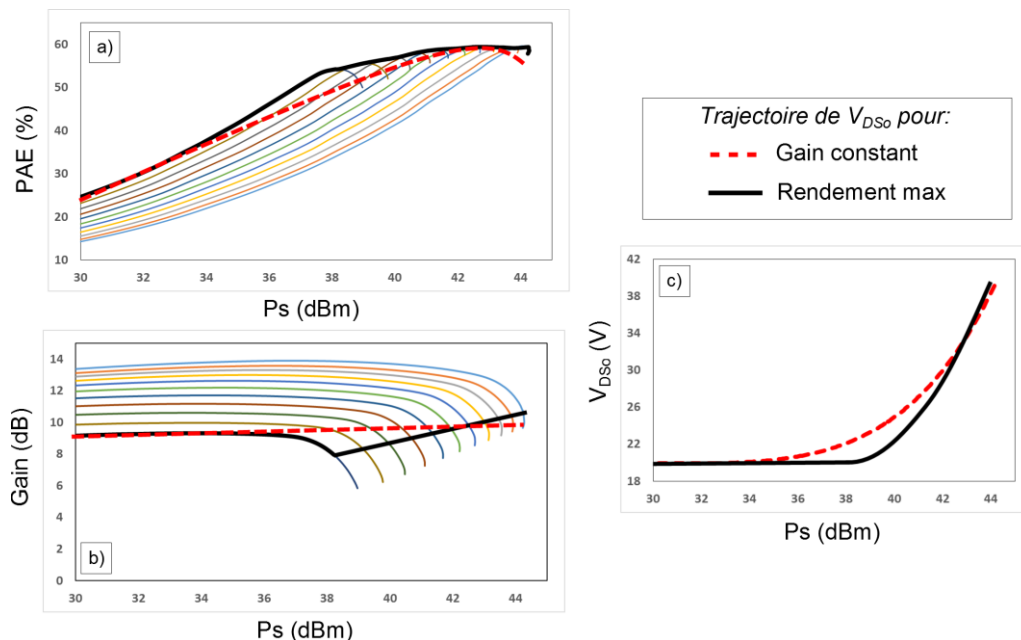 a)
PAE (%)
60
50
40
30
20
10
30 32 34 36 38 40 42 44
Ps (dBm)
Trajectoire de VDSo pour:
Gain constant
Rendement max
b)
Gain (dB)
14
12
10
8
6
4
2
0
30 32 34 36 38 40 42 44
Ps (dBm)
c)
VDSo (V)
42
38
34
30
26
22
18
30 32 34 36 38 40 42 44
Ps (dBm)